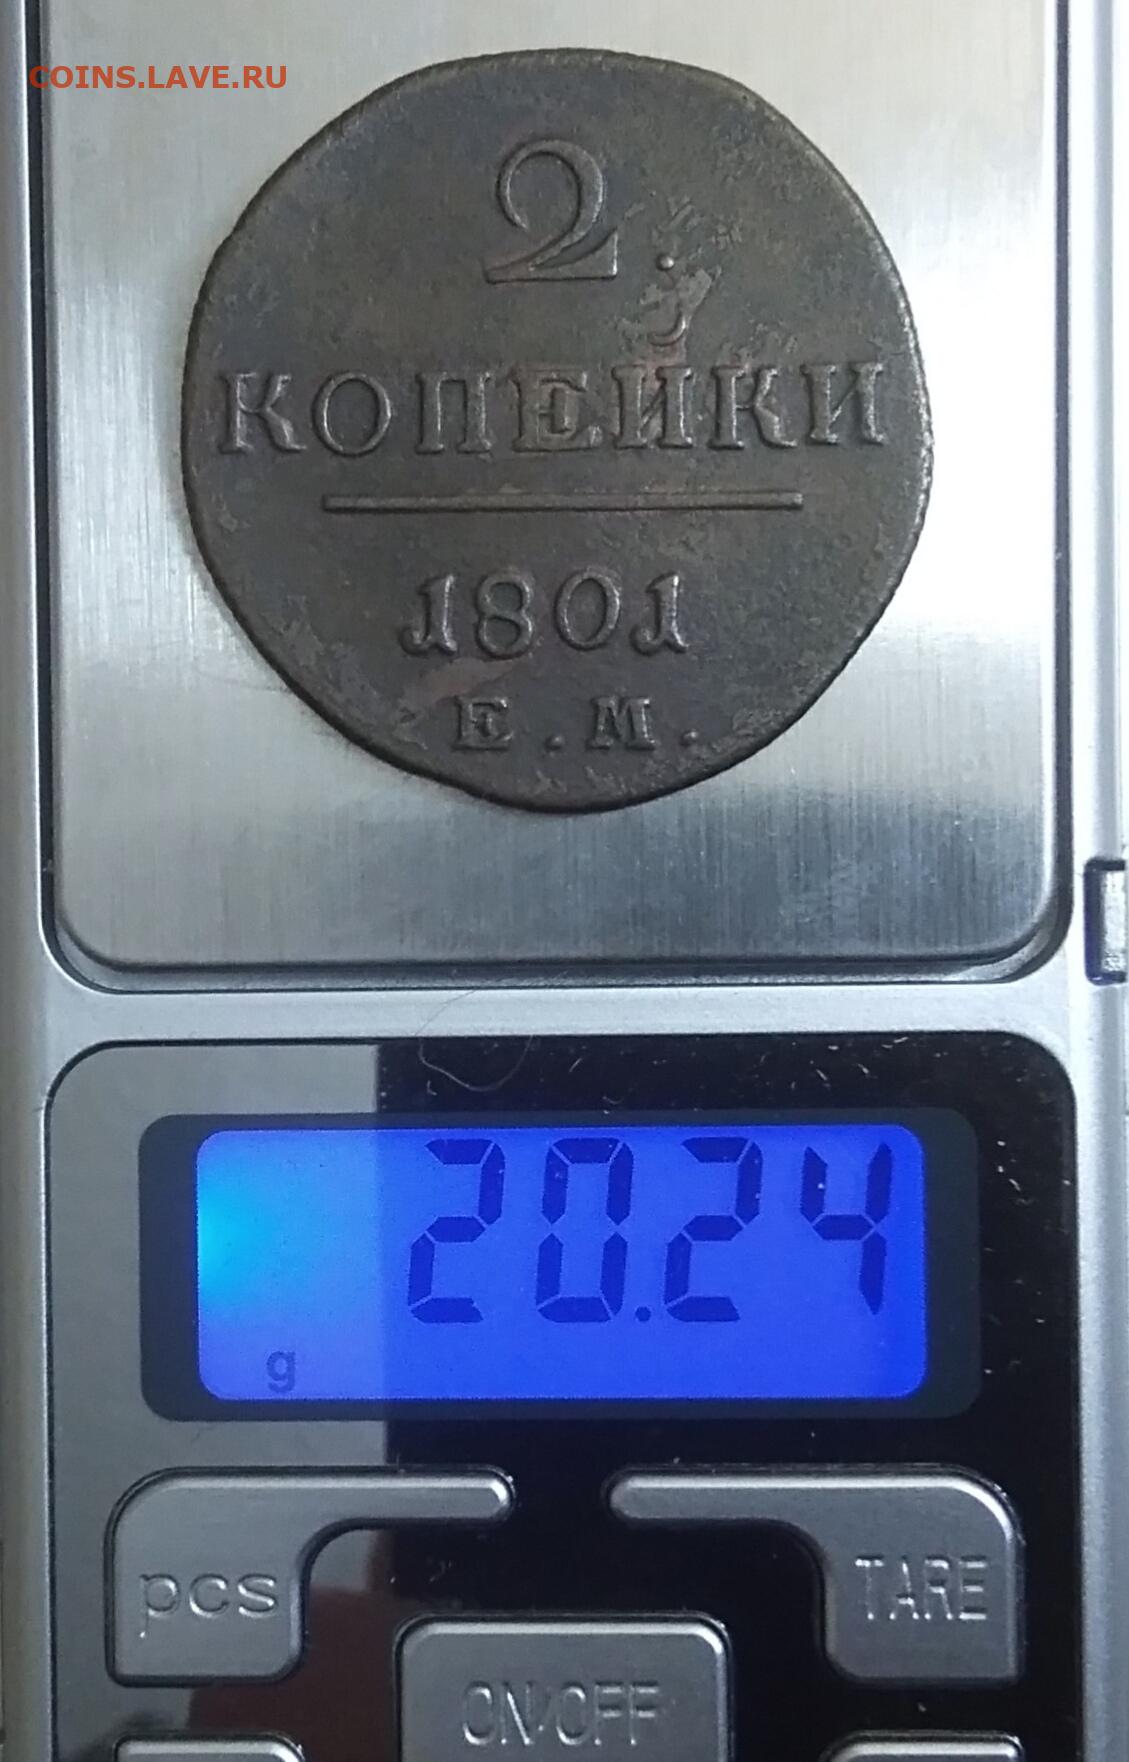 COINS.LAVE.RU
2.
КОПЕЙКИ
1801
Е.М.
20.24
g
pcs
TARE
ON/OFF